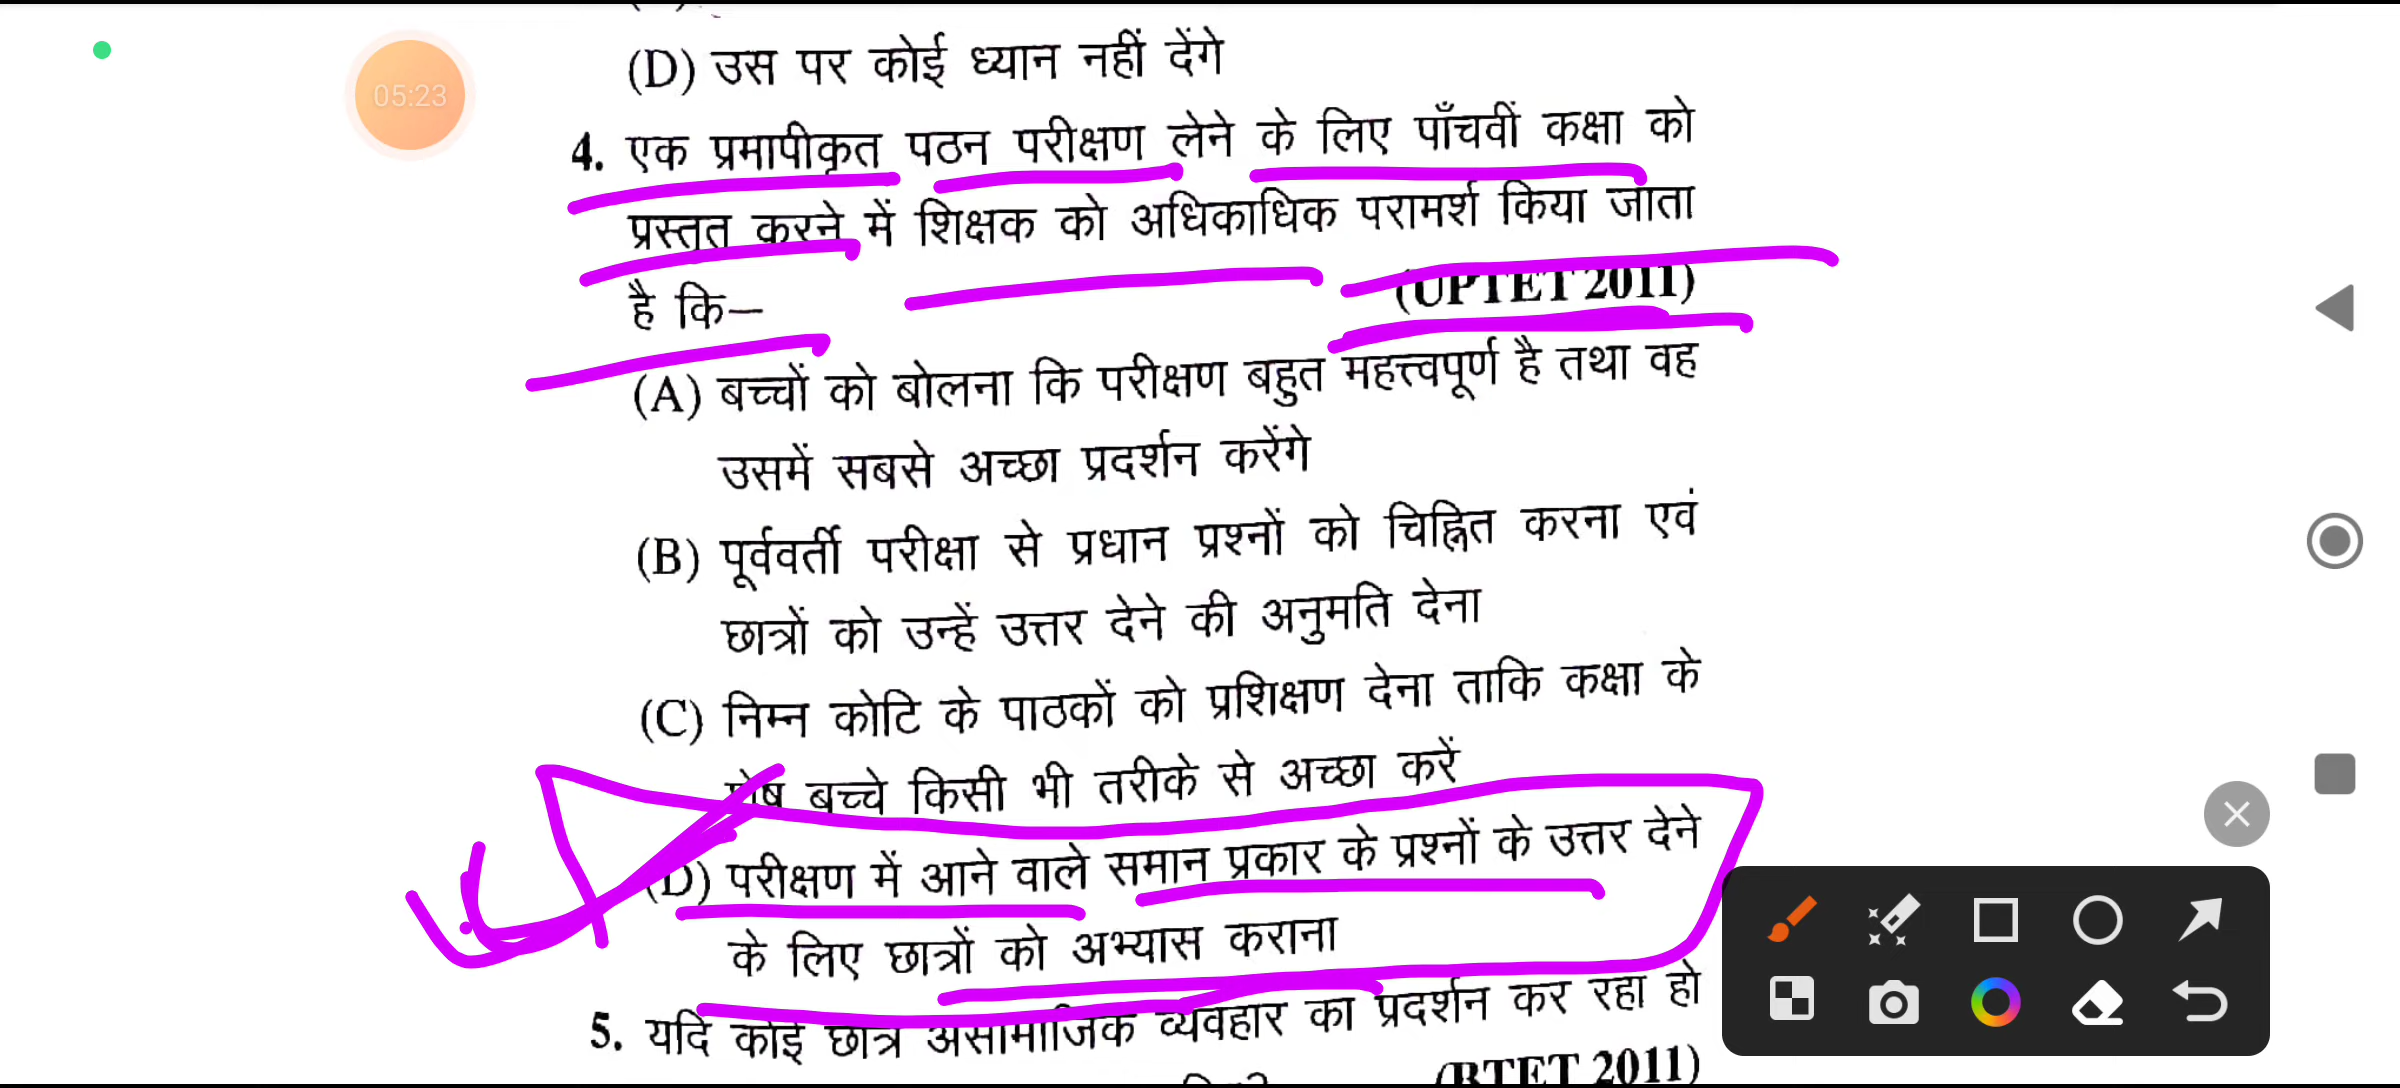 05:23
(D) उस पर कोई ध्यान नहीं देंगे
4. एक प्रमापीकृत पठन परीक्षण लेने के लिए पाँचवीं कक्षा को
प्रस्तुत करने में शिक्षक को अधिकाधिक परामर्श किया जाता
है कि– (UPTET 2011)
(A) बच्चों को बोलना कि परीक्षण बहुत महत्त्वपूर्ण है तथा वह
उसमें सबसे अच्छा प्रदर्शन करेंगे
(B) पूर्ववर्ती परीक्षा से प्रधान प्रश्नों को चिह्नित करना एवं
छात्रों को उन्हें उत्तर देने की अनुमति देना
(C) निम्न कोटि के पाठकों को प्रशिक्षण देना ताकि कक्षा के
शेष बच्चे किसी भी तरीके से अच्छा करें
(D) परीक्षण में आने वाले समान प्रकार के प्रश्नों के उत्तर देने
के लिए छात्रों को अभ्यास कराना
5. यदि कोई छात्र असामाजिक व्यवहार का प्रदर्शन कर रहा हो
(BTET 2011)